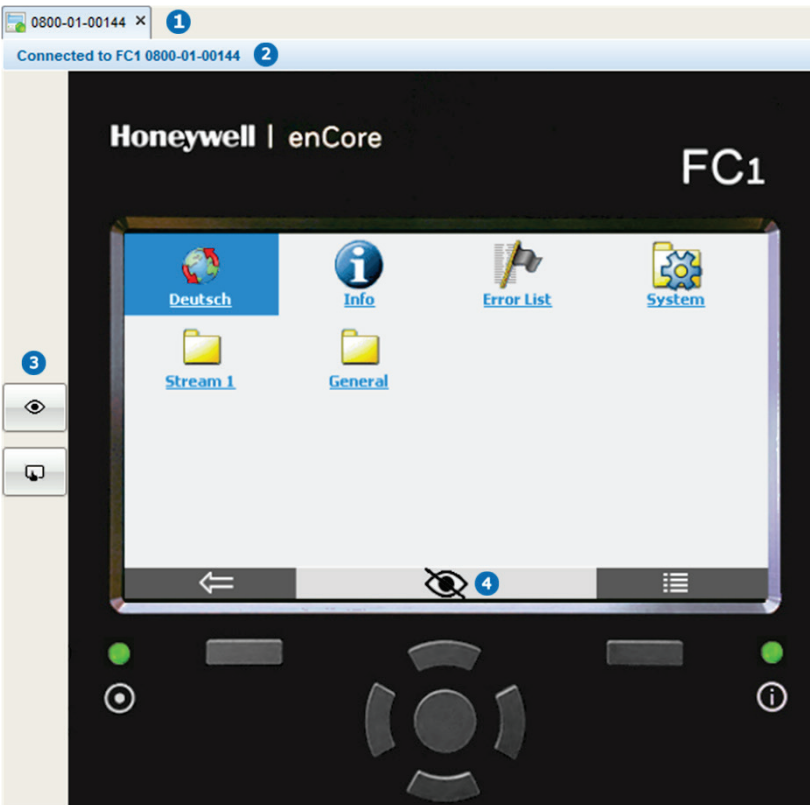 0800-01-00144 × 1
Connected to FC1 0800-01-00144 2
Honeywell | enCore
FC1
Deutsch Info Error List System
3
Stream 1 General
4